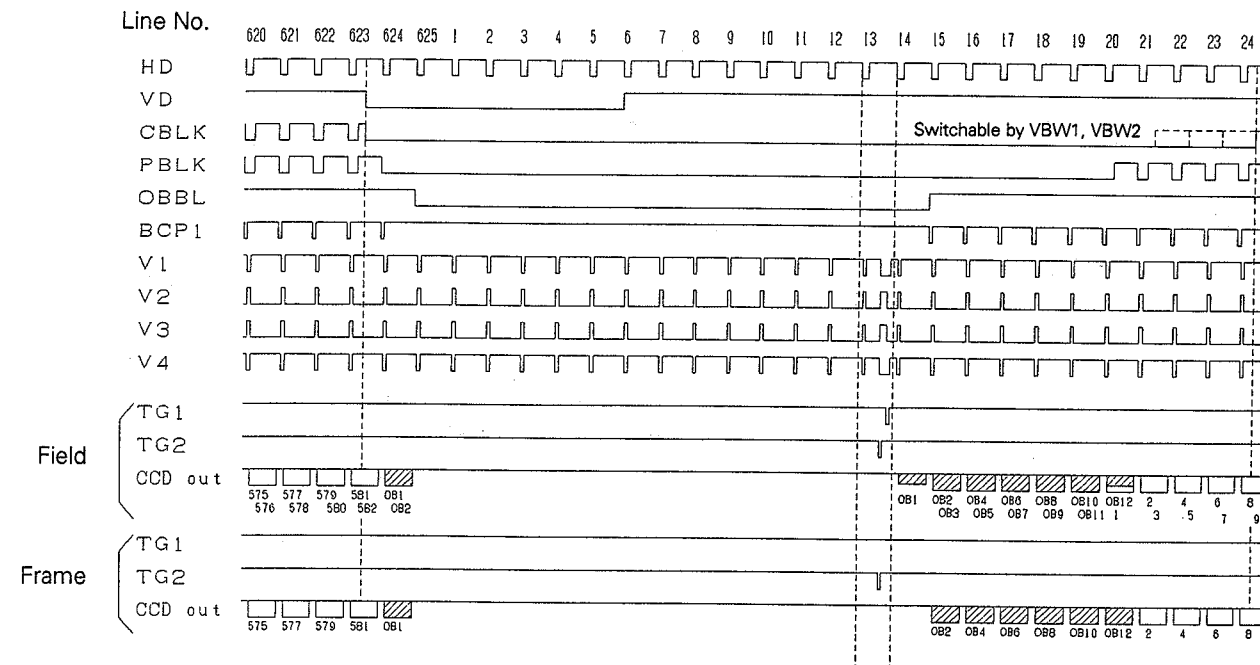 Line No.
620 621 622 623 624 625 1 2 3 4 5 6 7 8 9 10 11 12 13 14 15 16 17 18 19 20 21 22 23 24
HD
VD
CBLK
Switchable by VBW1, VBW2
PBLK
OBBL
BCP1
V1
V2
V3
V4
Field
TG1
TG2
CCD out
575 577 579 581 OB1 OB1 OB2 OB4 OB6 OB8 OB10 OB12 2 4 6 8
576 578 580 582 OB2 OB3 OB5 OB7 OB9 OB11 1 3 5 7 9
Frame
TG1
TG2
CCD out
575 577 579 581 OB1 OB2 OB4 OB6 OB8 OB10 OB12 2 4 6 8